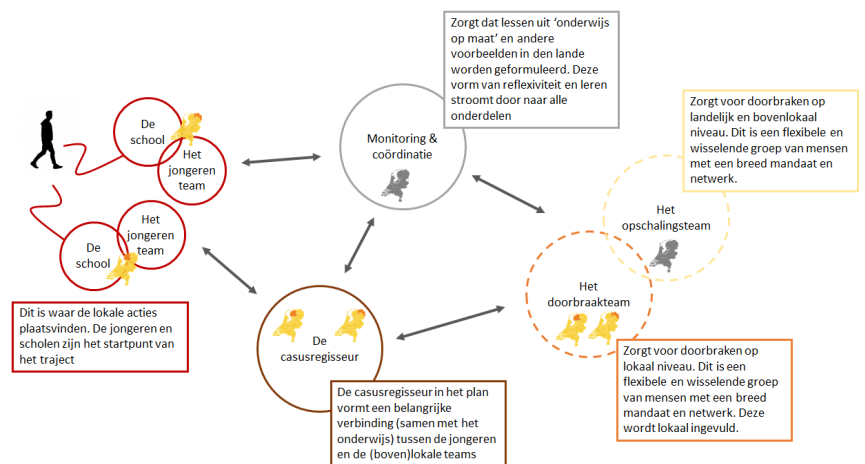 Zorgt dat lessen uit ‘onderwijs
op maat’ en andere
voorbeelden in den lande
worden geformuleerd. Deze
vorm van reflexiviteit en leren
stroomt door naar alle
onderdelen
Zorgt voor doorbraken op
landelijk en bovenlokaal
niveau. Dit is een flexibele en
wisselende groep van mensen
met een breed mandaat en
netwerk.
De
school
Het
jongeren
team
Monitoring &
coördinatie
Het
jongeren
team
De
school
Het
opschalingsteam
Het
doorbraakteam
Dit is waar de lokale acties
plaatsvinden. De jongeren en
scholen zijn het startpunt van
het traject
De
casusregisseur
Zorgt voor doorbraken op
lokaal niveau. Dit is een
flexibele en wisselende groep
van mensen met een breed
mandaat en netwerk. Deze
wordt lokaal ingevuld.
De casusregisseur in het plan
vormt een belangrijke
verbinding (samen met het
onderwijs) tussen de jongeren
en de (boven)lokale teams